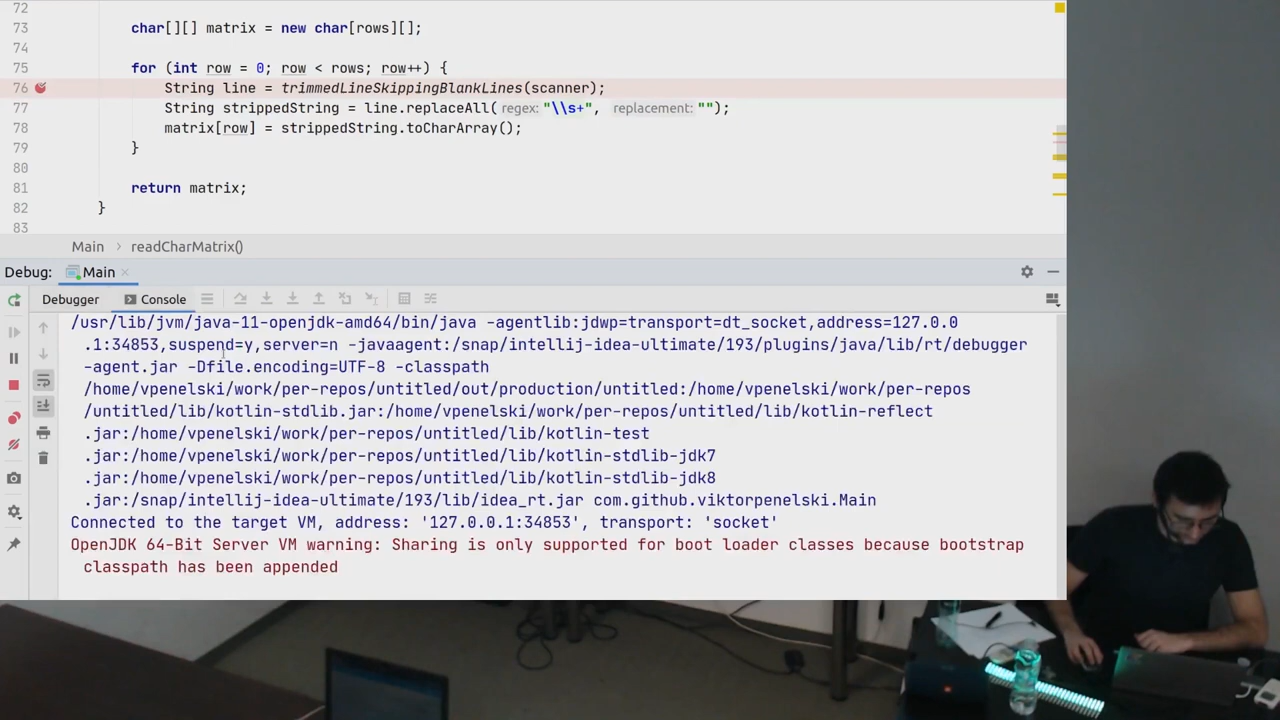 72
73 char[][] matrix = new char[rows][];
74
75 for (int row = 0; row < rows; row++) {
76 String line = trimmedLineSkippingBlankLines(scanner);
77 String strippedString = line.replaceAll( regex: "\\s+", replacement: "");
78 matrix[row] = strippedString.toCharArray();
79 }
80
81 return matrix;
82 }
83
Main › readCharMatrix()
Debug: Main ×
Debugger Console
/usr/lib/jvm/java-11-openjdk-amd64/bin/java -agentlib:jdwp=transport=dt_socket,address=127.0.0
.1:34853,suspend=y,server=n -javaagent:/snap/intellij-idea-ultimate/193/plugins/java/lib/rt/debugger
-agent.jar -Dfile.encoding=UTF-8 -classpath
/home/vpenelski/work/per-repos/untitled/out/production/untitled:/home/vpenelski/work/per-repos
/untitled/lib/kotlin-stdlib.jar:/home/vpenelski/work/per-repos/untitled/lib/kotlin-reflect
.jar:/home/vpenelski/work/per-repos/untitled/lib/kotlin-test
.jar:/home/vpenelski/work/per-repos/untitled/lib/kotlin-stdlib-jdk7
.jar:/home/vpenelski/work/per-repos/untitled/lib/kotlin-stdlib-jdk8
.jar:/snap/intellij-idea-ultimate/193/lib/idea_rt.jar com.github.viktorpenelski.Main
Connected to the target VM, address: '127.0.0.1:34853', transport: 'socket'
OpenJDK 64-Bit Server VM warning: Sharing is only supported for boot loader classes because bootstrap
classpath has been appended